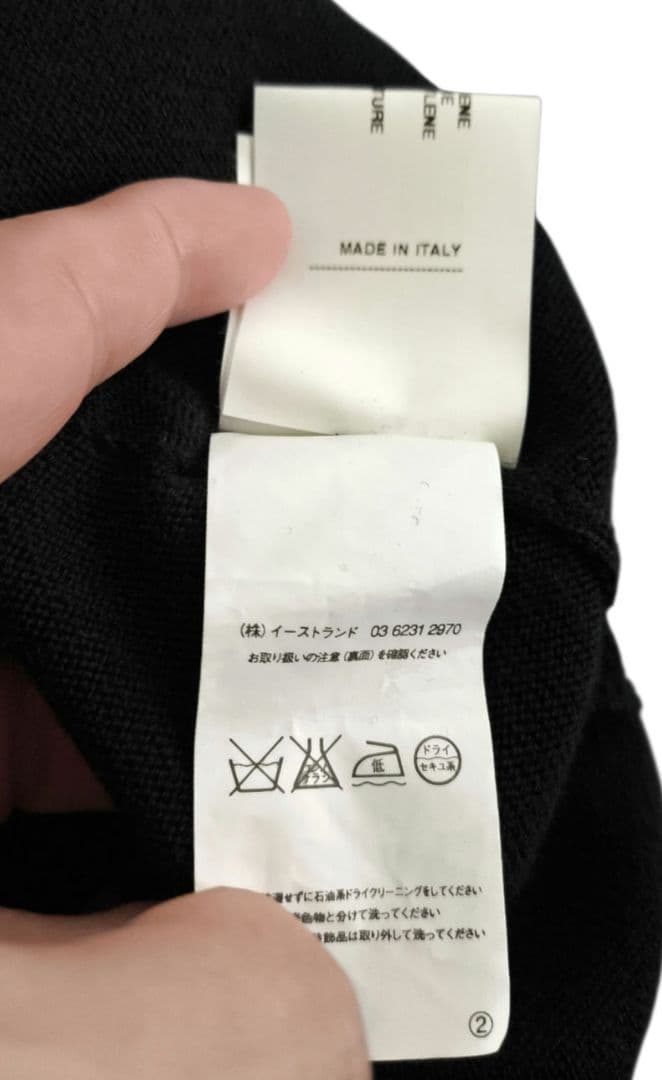 TURE
LENE
ENE
MADE IN ITALY
(株)イーストランド 03 6231 2970
お取り扱いの注意(裏面)を確認ください
低
ドライ
セキユ系
せずに石油系ドライクリーニングをしてください
色物と分けて洗ってください
飾品は取り外して洗ってください
②